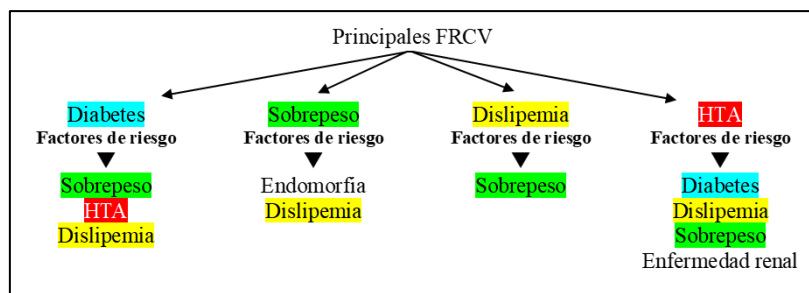 Principales FRCV
Diabetes
Factores de riesgo
Sobrepeso
HTA
Dislipemia
Sobrepeso
Factores de riesgo
Endomorfía
Dislipemia
Dislipemia
Factores de riesgo
Sobrepeso
HTA
Factores de riesgo
Diabetes
Dislipemia
Sobrepeso
Enfermedad renal